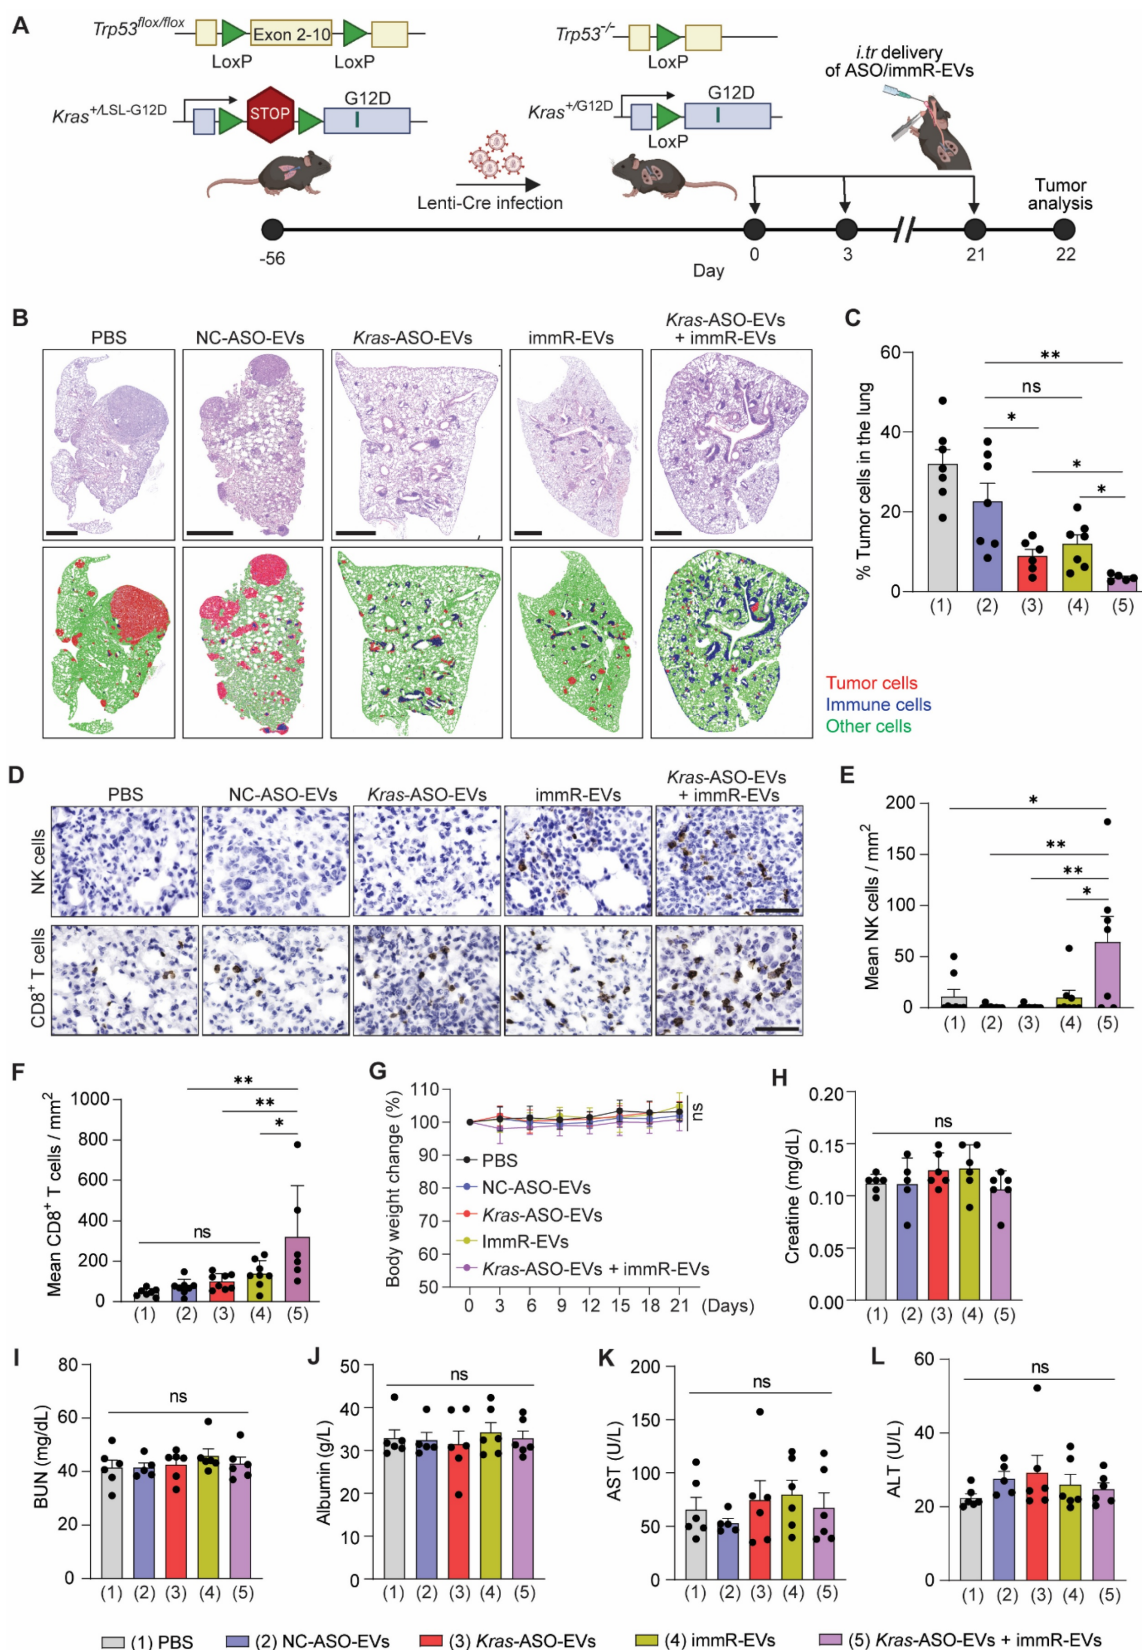 A
Trp53flox/flox
Exon 2-10
LoxP
LoxP
Kras+/LSL-G12D
STOP
G12D
Trp53-/-
LoxP
Kras+/G12D
G12D
LoxP
i.tr delivery
of ASO/immR-EVs
Lenti-Cre infection
Tumor
analysis
-56
Day
0
3
21
22
B
PBS
NC-ASO-EVs
Kras-ASO-EVs
immR-EVs
Kras-ASO-EVs
+ immR-EVs
Tumor cells
Immune cells
Other cells
C
% Tumor cells in the lung
60
40
20
0
**
ns
*
*
*
(1) (2) (3) (4) (5)
D
PBS
NC-ASO-EVs
Kras-ASO-EVs
immR-EVs
Kras-ASO-EVs
+ immR-EVs
NK cells
CD8+ T cells
E
Mean NK cells / mm2
200
150
100
50
0
*
**
**
*
(1) (2) (3) (4) (5)
F
Mean CD8+ T cells / mm2
1000
800
600
400
200
0
**
**
*
ns
(1) (2) (3) (4) (5)
G
Body weight change (%)
110
100
90
80
70
60
50
ns
PBS
NC-ASO-EVs
Kras-ASO-EVs
ImmR-EVs
Kras-ASO-EVs + immR-EVs
0 3 6 9 12 15 18 21 (Days)
H
Creatine (mg/dL)
0.20
0.15
0.10
0.05
0.00
ns
(1) (2) (3) (4) (5)
I
BUN (mg/dL)
80
60
40
20
0
ns
(1) (2) (3) (4) (5)
J
Albumin (g/L)
50
40
30
20
10
0
ns
(1) (2) (3) (4) (5)
K
AST (U/L)
200
150
100
50
0
ns
(1) (2) (3) (4) (5)
L
ALT (U/L)
60
40
20
0
ns
(1) (2) (3) (4) (5)
(1) PBS (2) NC-ASO-EVs (3) Kras-ASO-EVs (4) immR-EVs (5) Kras-ASO-EVs + immR-EVs